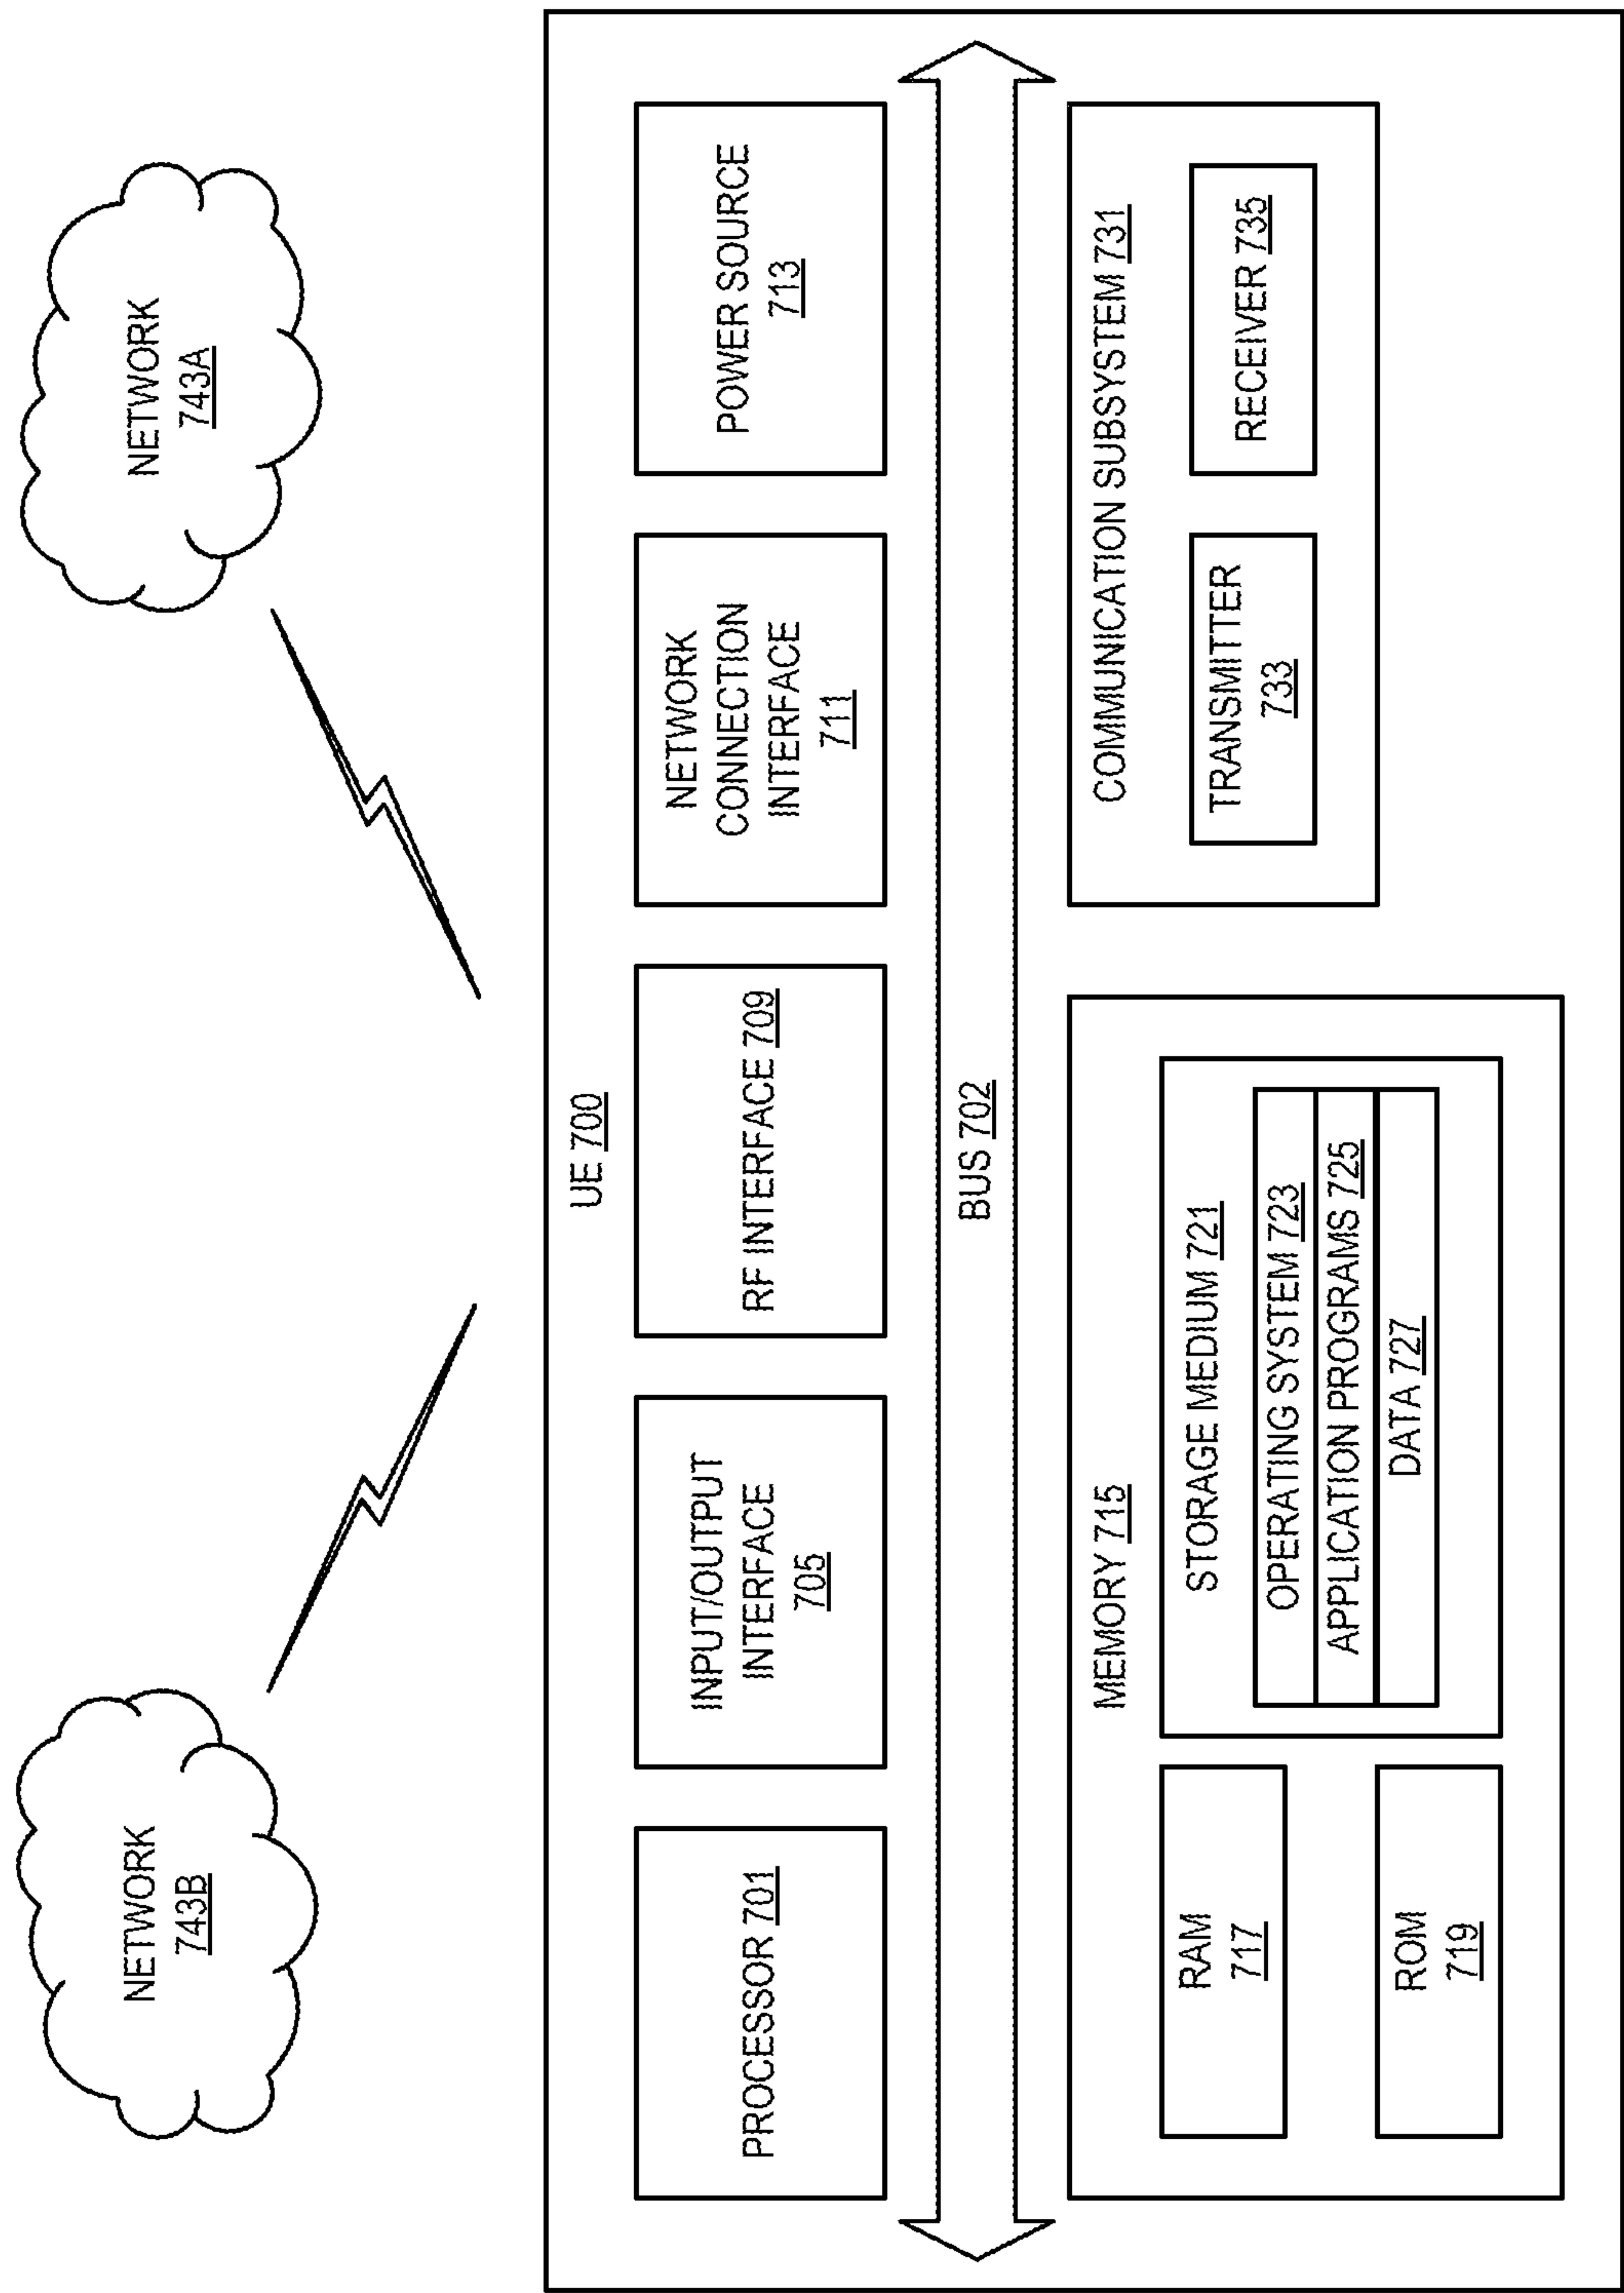 NETWORK
743B
NETWORK
743A
UE 700
PROCESSOR 701
INPUT/OUTPUT
INTERFACE
705
RF INTERFACE 709
NETWORK
CONNECTION
INTERFACE
711
POWER SOURCE
713
BUS 702
MEMORY 715
RAM
717
ROM
719
STORAGE MEDIUM 721
OPERATING SYSTEM 723
APPLICATION PROGRAMS 725
DATA 727
COMMUNICATION SUBSYSTEM 731
TRANSMITTER
733
RECEIVER 735